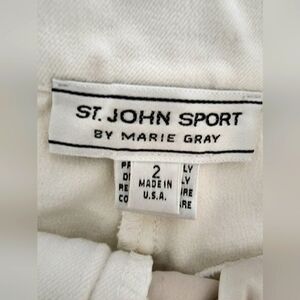 ST. JOHN SPORT
BY MARIE GRAY
2
MADE IN
U.S.A.